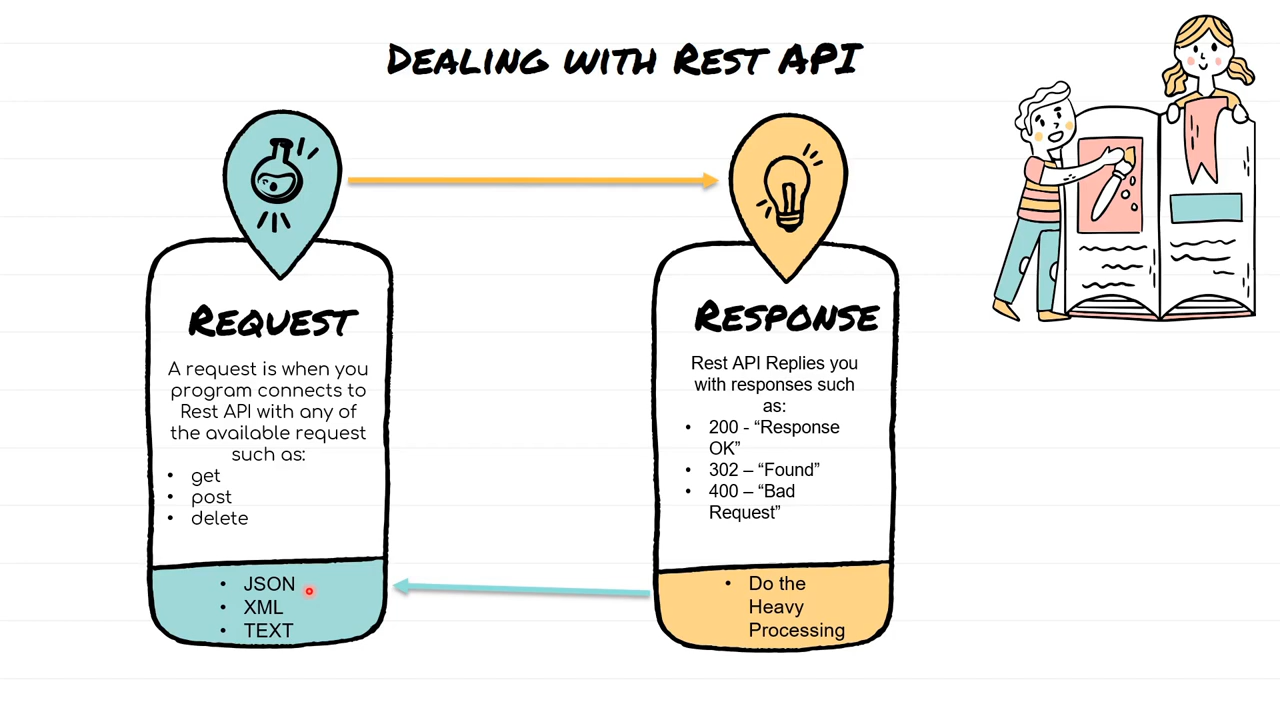 Dealing with Rest API
Request
A request is when you
program connects to
Rest API with any of
the available request
such as:
• get
• post
• delete
• JSON
• XML
• TEXT
Response
Rest API Replies you
with responses such
as:
• 200 - “Response
OK”
• 302 – “Found”
• 400 – “Bad
Request”
• Do the
Heavy
Processing